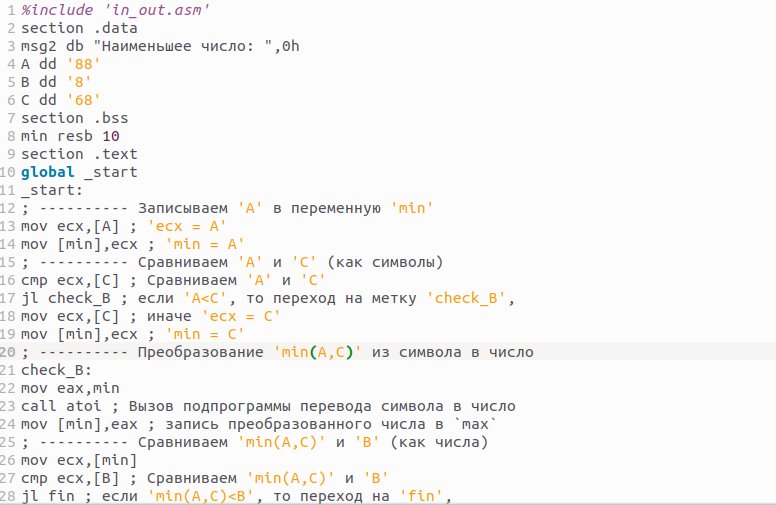 1 %include 'in_out.asm'
2 section .data
3 msg2 db "Наименьшее число: ",0h
4 A dd '88'
5 B dd '8'
6 C dd '68'
7 section .bss
8 min resb 10
9 section .text
10 global _start
11 _start:
12 ; ---------- Записываем 'A' в переменную 'min'
13 mov ecx,[A] ; 'ecx = A'
14 mov [min],ecx ; 'min = A'
15 ; ---------- Сравниваем 'A' и 'C' (как символы)
16 cmp ecx,[C] ; Сравниваем 'A' и 'C'
17 jl check_B ; если 'A<C', то переход на метку 'check_B',
18 mov ecx,[C] ; иначе 'ecx = C'
19 mov [min],ecx ; 'min = C'
20 ; ---------- Преобразование 'min(A,C)' из символа в число
21 check_B:
22 mov eax,min
23 call atoi ; Вызов подпрограммы перевода символа в число
24 mov [min],eax ; запись преобразованного числа в `max`
25 ; ---------- Сравниваем 'min(A,C)' и 'B' (как числа)
26 mov ecx,[min]
27 cmp ecx,[B] ; Сравниваем 'min(A,C)' и 'B'
28 jl fin ; если 'min(A,C)<B', то переход на 'fin',